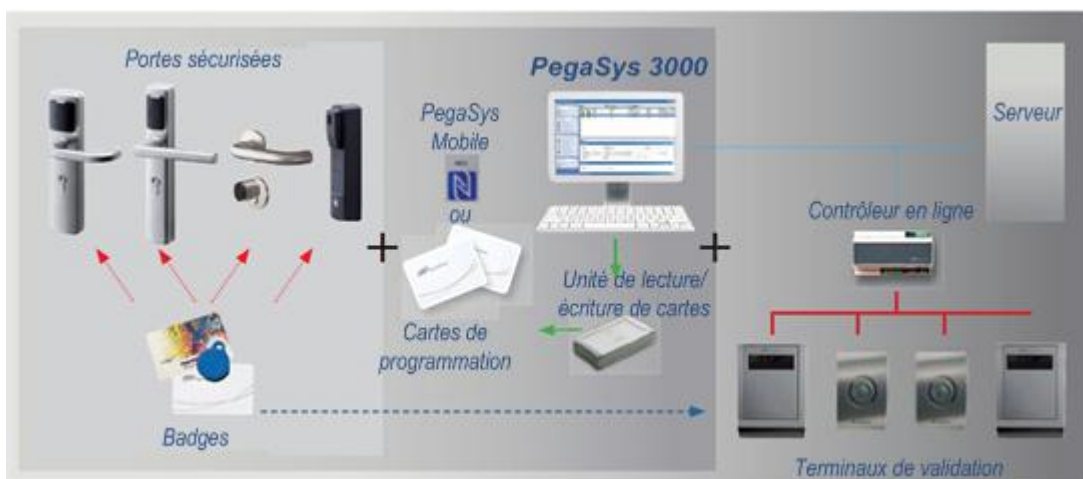 Portes sécurisées
PegaSys 3000
PegaSys
Mobile
ou
Serveur
Contrôleur en ligne
Unité de lecture/
écriture de cartes
Cartes de
programmation
Badges
Terminaux de validation